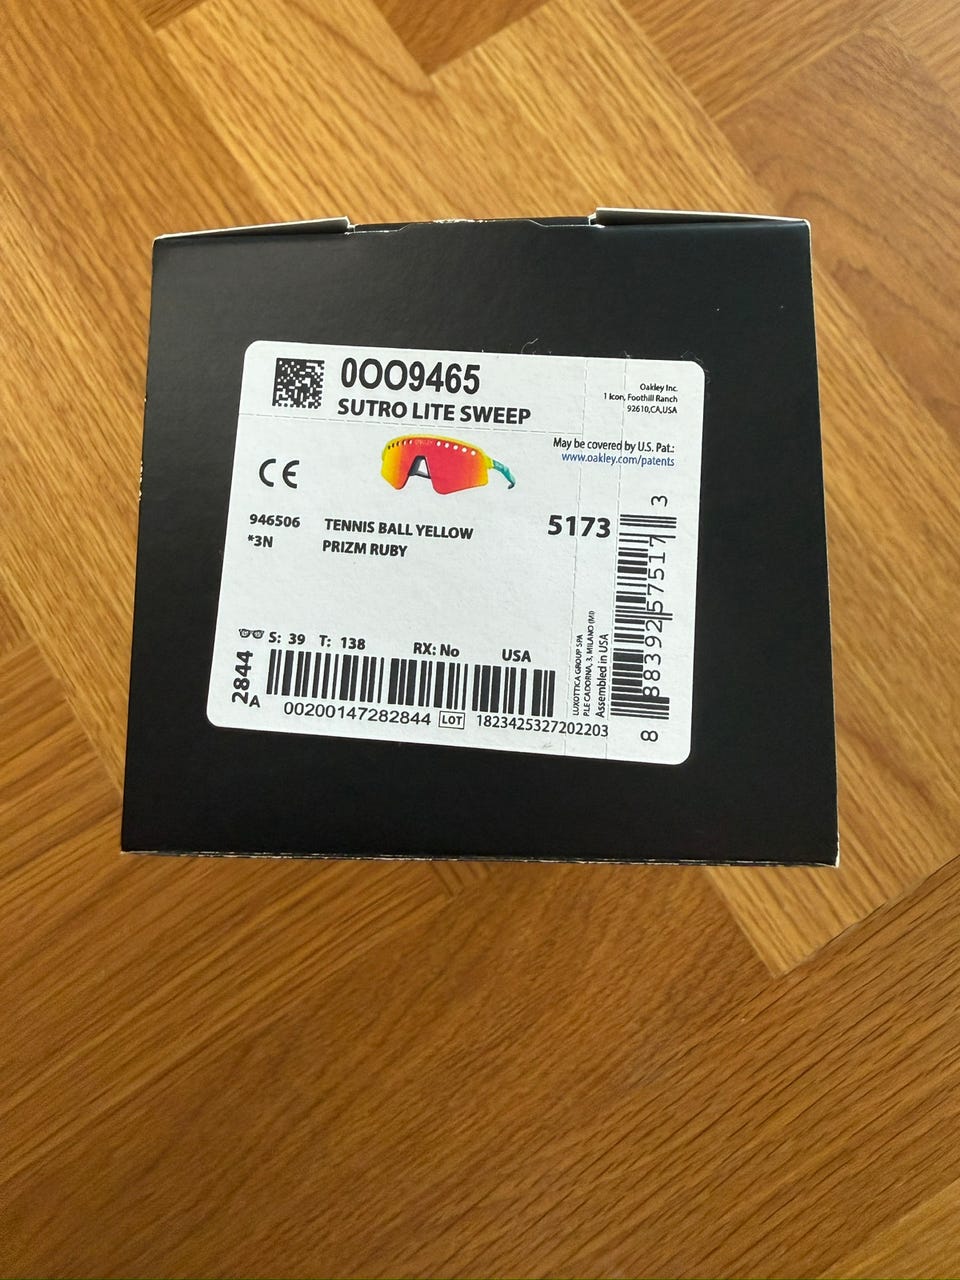 0OO9465
SUTRO LITE SWEEP
Oakley Inc.
1 Icon, Foothill Ranch
92610,CA,USA
May be covered by U.S. Pat.:
www.oakley.com/patents
CE
946506 TENNIS BALL YELLOW 5173
*3N PRIZM RUBY
S: 39 T: 138 RX: No USA
2844
A
00200147282844 LOT 1823425327202203
LUXOTTICA GROUP SPA
P.LE CADORNA, 3, MILANO (MI)
Assembled in USA
8 883925 75173 3